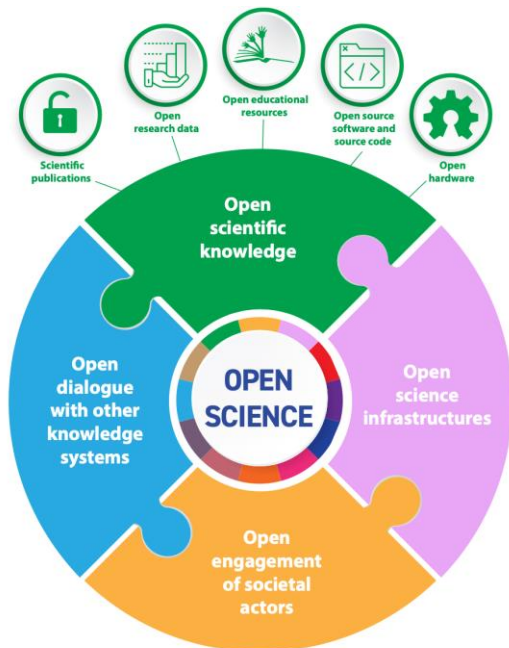 Scientific
publications
Open
research data
Open educational
resources
Open source
software and
source code
</>
Open
hardware
Open
scientific
knowledge
Open
dialogue
with other
knowledge
systems
OPEN
SCIENCE
Open
science
infrastructures
Open
engagement
of societal
actors